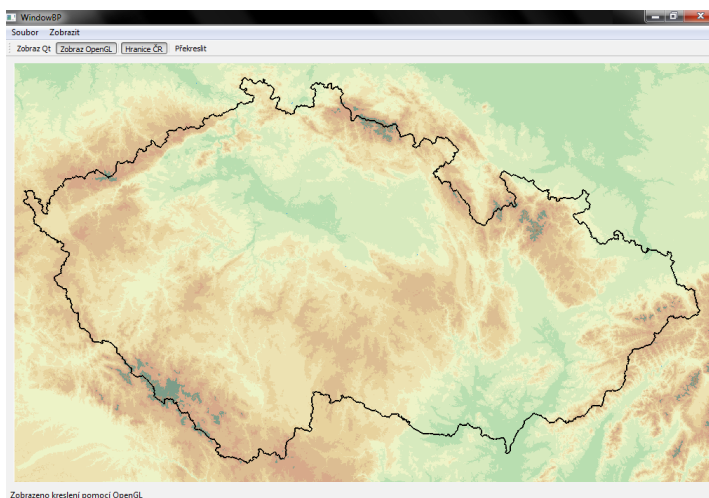 WindowBP
Soubor Zobrazit
Zobraz Qt Zobraz OpenGL Hranice ČR Překreslit
Zobrazeno kreslení pomocí OpenGL